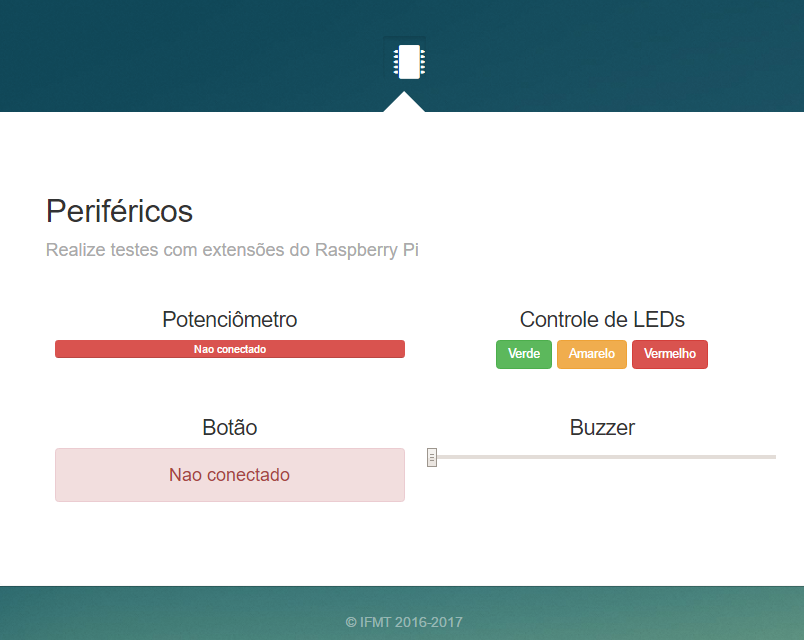 Periféricos
Realize testes com extensões do Raspberry Pi
Potenciômetro
Nao conectado
Controle de LEDs
Verde Amarelo Vermelho
Botão
Nao conectado
Buzzer
© IFMT 2016-2017